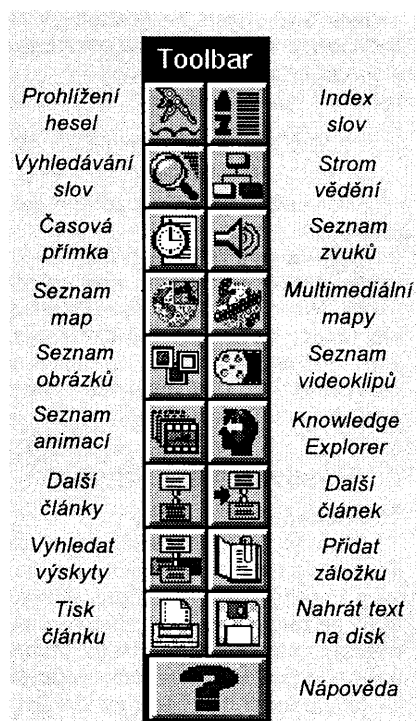 Toolbar
Prohlížení
hesel
Index
slov
Vyhledávání
slov
Strom
vědění
Časová
přímka
Seznam
zvuků
Seznam
map
Multimediální
mapy
Seznam
obrázků
Seznam
videoklipů
Seznam
animací
Knowledge
Explorer
Další
články
Další
článek
Vyhledat
výskyty
Přidat
záložku
Tisk
článku
Nahrát text
na disk
?
Nápověda